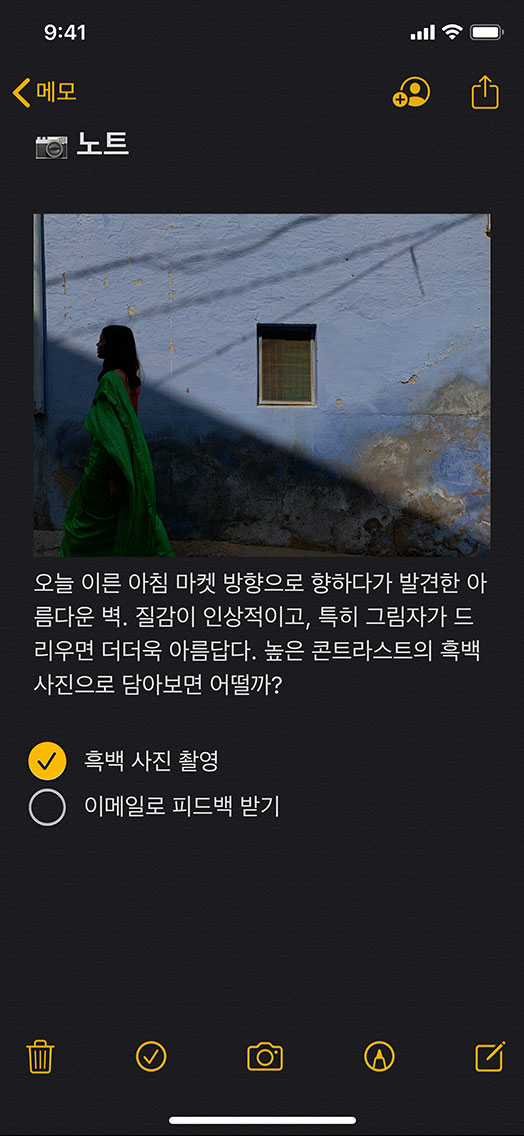 9:41
메모
📷 노트
오늘 이른 아침 마켓 방향으로 향하다가 발견한 아
름다운 벽. 질감이 인상적이고, 특히 그림자가 드
리우면 더더욱 아름답다. 높은 콘트라스트의 흑백
사진으로 담아보면 어떨까?
흑백 사진 촬영
이메일로 피드백 받기